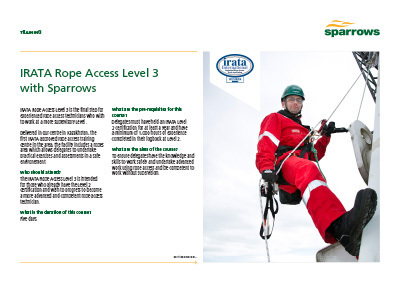 TRAINING
sparrows
IRATA Rope Access Level 3
with Sparrows
irata
International
IRATA Rope Access Level 3 is the final step for
experienced rope access technicians who wish
to work at a more supervisory level.
Delivered in our centre in Kazakhstan, the
first IRATA approved rope access training
centre in the area, the facility includes a ropes
area which allows delegates to undertake
practical exercises and assessments in a safe
environment.
Who should attend?
The IRATA Rope Access Level 3 is intended
for those who already have the Level 2
certification and wish to progress to become
a more advanced and competent rope access
technician.
What is the duration of this course?
Five days.
What are the pre-requisites for this
course?
Delegates must have held an IRATA Level
2 certification for at least a year and have
a minimum of 1,000 hours of experience
completed in their logbook at Level 2.
What are the aims of the course?
To ensure delegates have the knowledge and
skills to work safely and undertake advanced
work using rope access and be competent to
work without supervision.